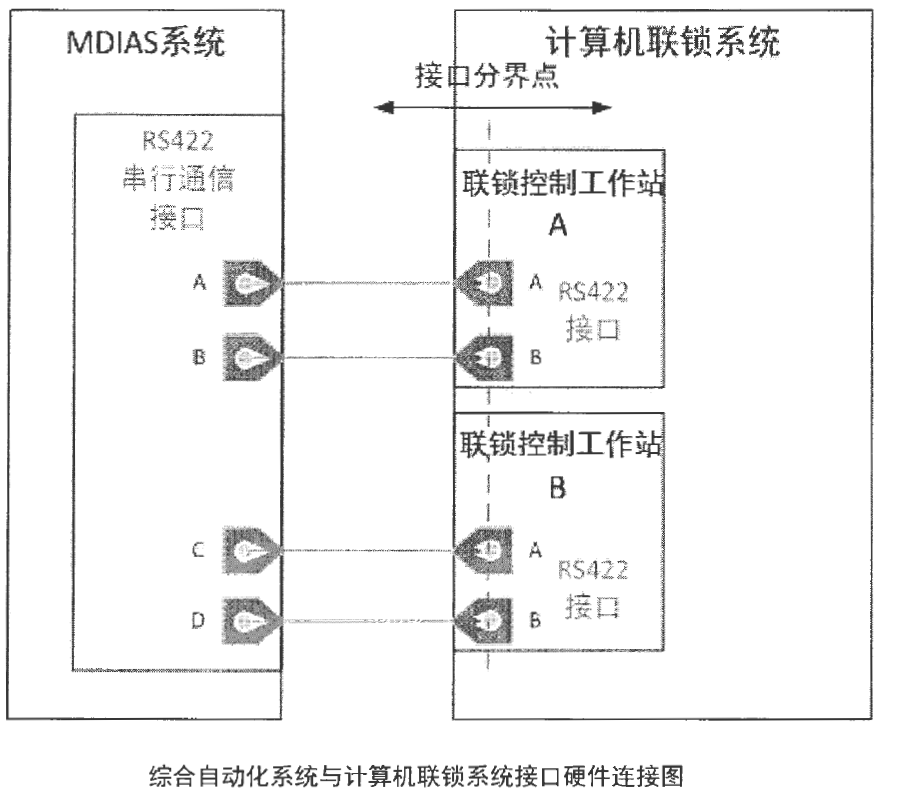 MDIAS系统
计算机联锁系统
接口分界点
RS422
串行通信
接口
联锁控制工作站
A
A
A
RS422
接口
B
B
联锁控制工作站
B
C
A
RS422
接口
D
B
综合自动化系统与计算机联锁系统接口硬件连接图